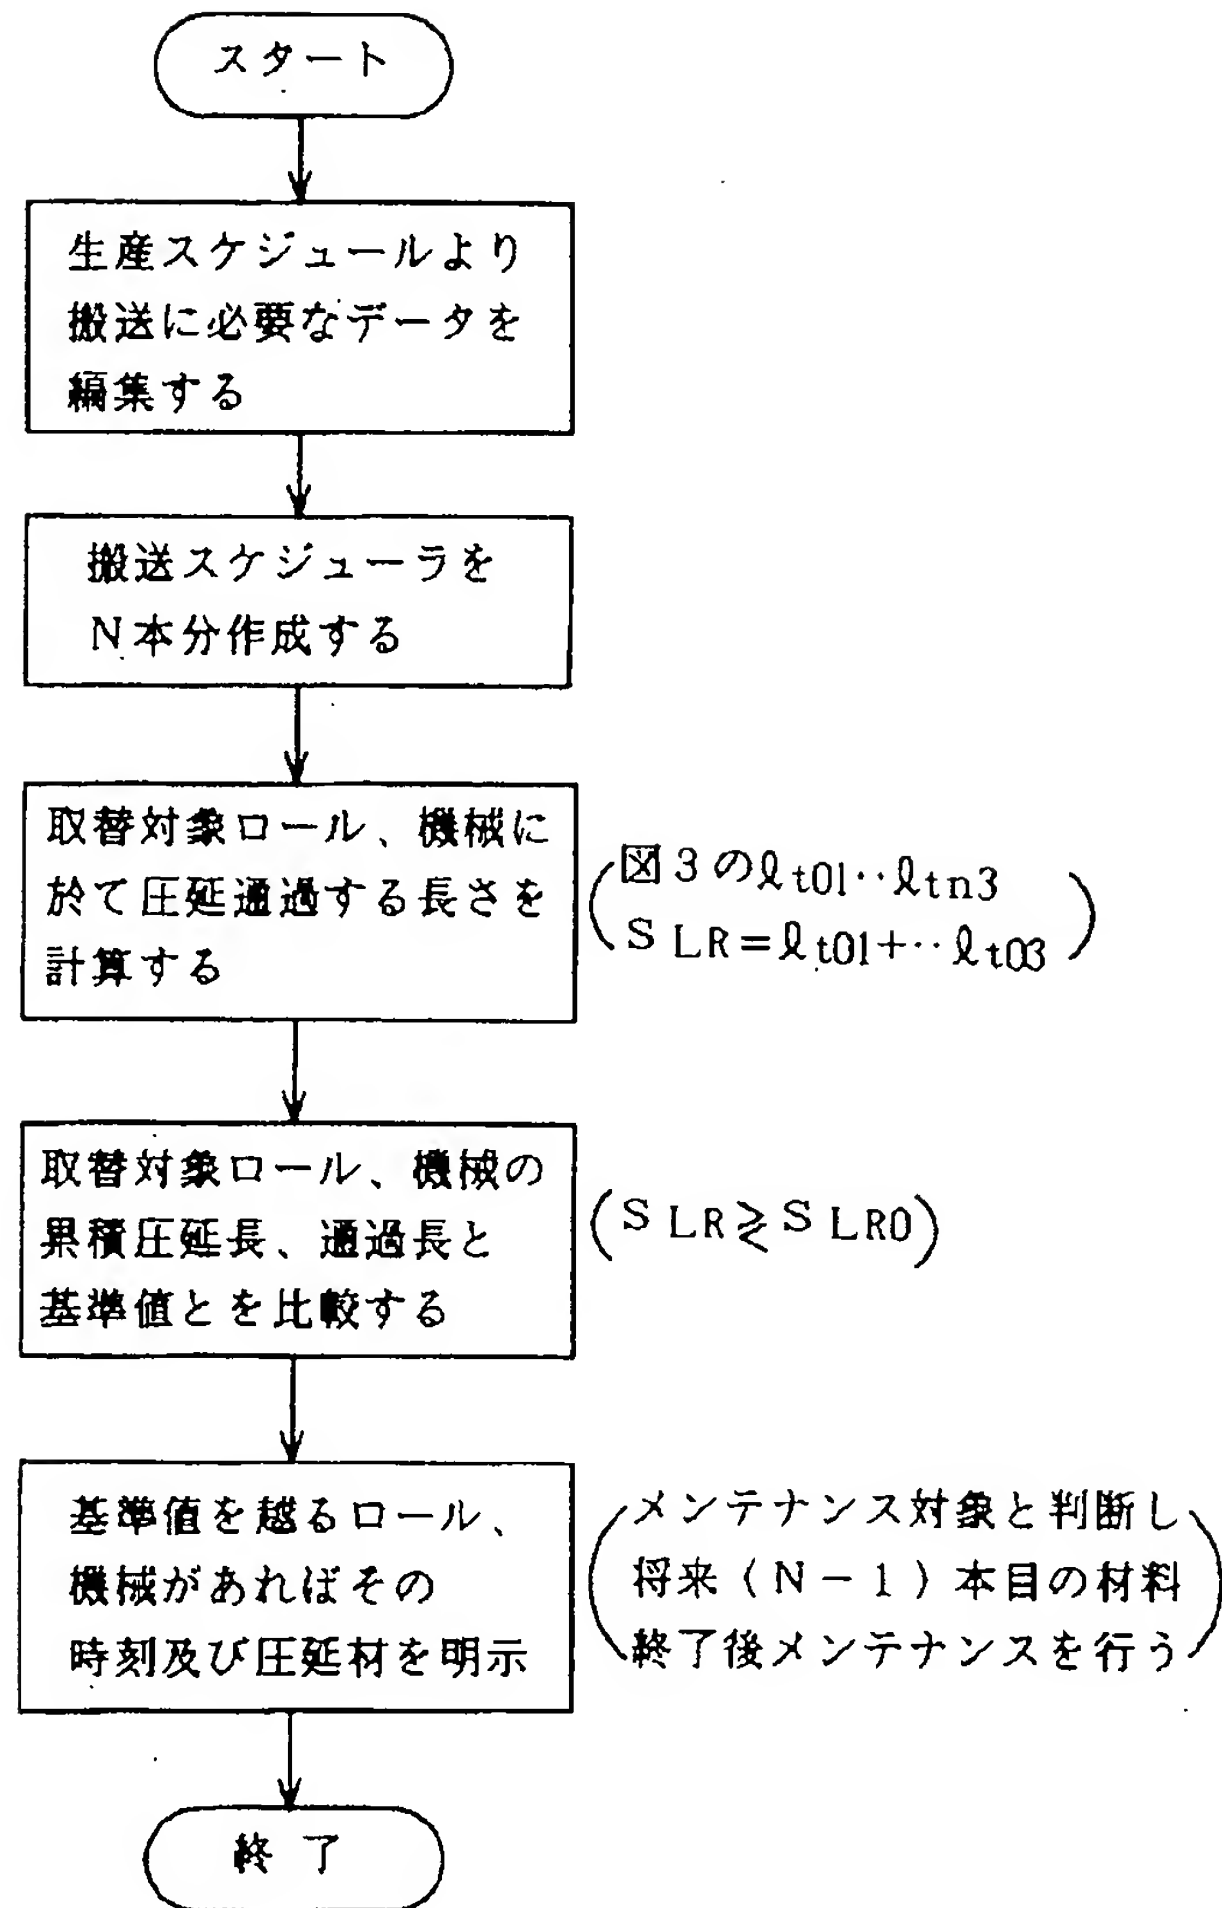 スタート
生産スケジュールより
搬送に必要なデータを
編集する
搬送スケジューラを
N本分作成する
取替対象ロール、機械に
於て圧延通過する長さを
計算する
(図3のℓt01‥ℓtn3
SLR=ℓt01+‥ℓt03)
取替対象ロール、機械の
累積圧延長、通過長と
基準値とを比較する
(SLR≷SLR0)
基準値を越るロール、
機械があればその
時刻及び圧延材を明示
(メンテナンス対象と判断し
将来(N-1)本目の材料
終了後メンテナンスを行う)
終了